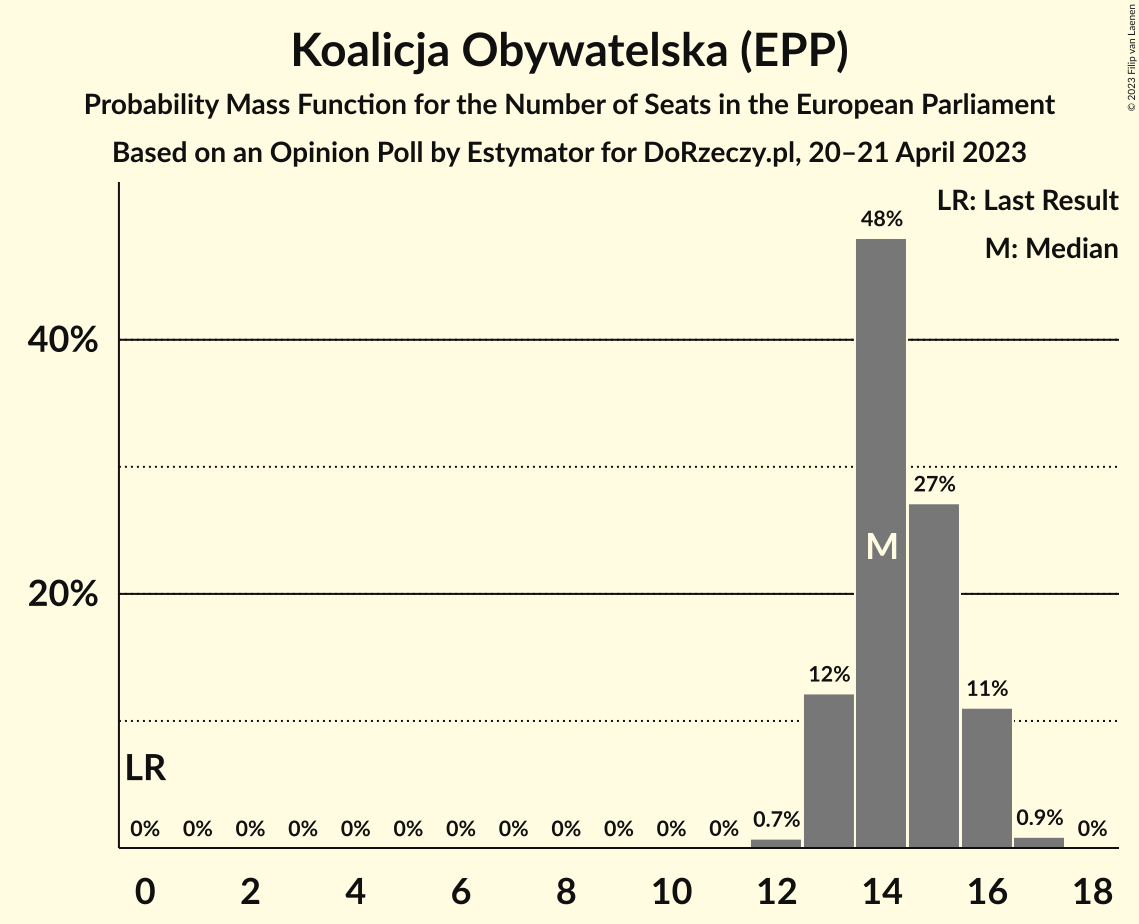 Koalicja Obywatelska (EPP)
Probability Mass Function for the Number of Seats in the European Parliament
Based on an Opinion Poll by Estymator for DoRzeczy.pl, 20–21 April 2023
© 2023 Filip van Laenen
LR: Last Result
M: Median
48%
40%
27%
M
20%
12%
11%
LR
0% 0% 0% 0% 0% 0% 0% 0% 0% 0% 0% 0% 0.7% 0.9% 0%
0 2 4 6 8 10 12 14 16 18